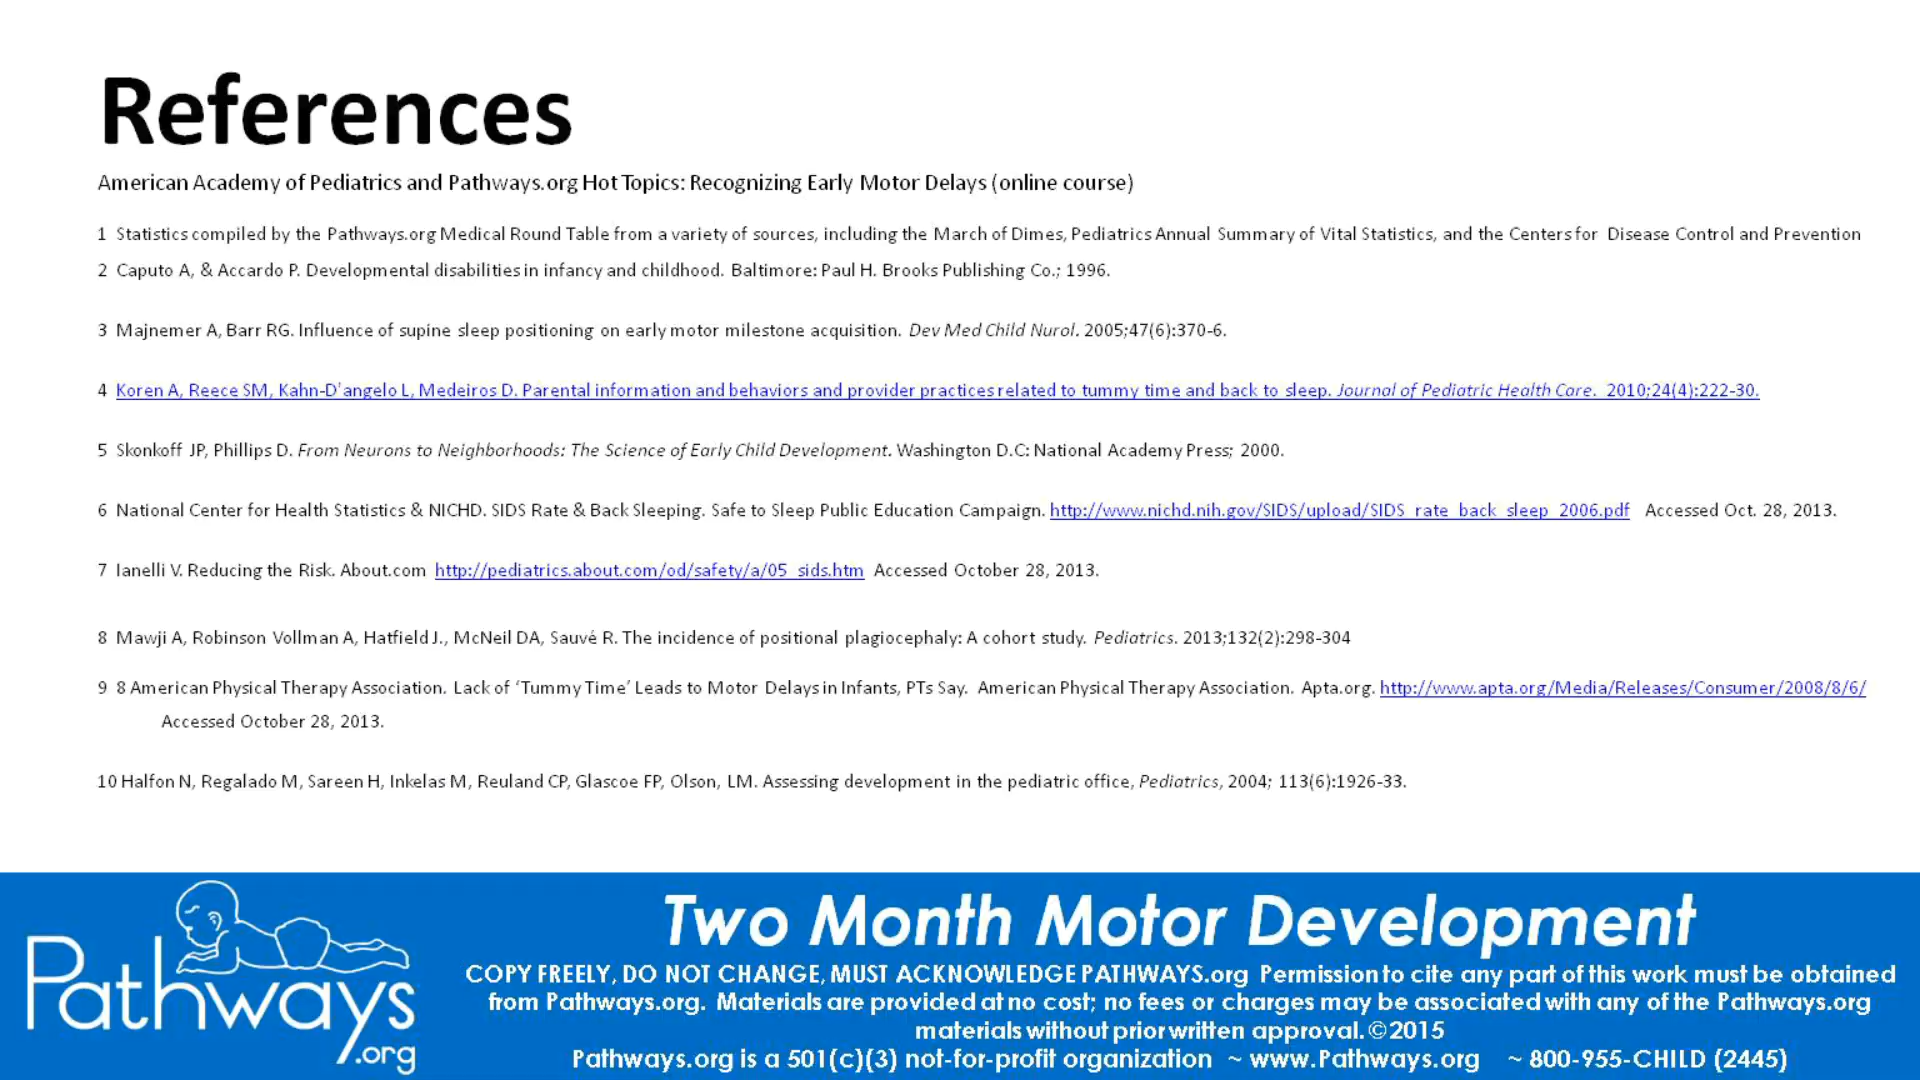 References
American Academy of Pediatrics and Pathways.org Hot Topics: Recognizing Early Motor Delays (online course)
1 Statistics compiled by the Pathways.org Medical Round Table from a variety of sources, including the March of Dimes, Pediatrics Annual Summary of Vital Statistics, and the Centers for Disease Control and Prevention
2 Caputo A, & Accardo P. Developmental disabilities in infancy and childhood. Baltimore: Paul H. Brooks Publishing Co.; 1996.
3 Majnemer A, Barr RG. Influence of supine sleep positioning on early motor milestone acquisition. Dev Med Child Nurol. 2005;47(6):370-6.
4 Koren A, Reece SM, Kahn-D'angelo L, Medeiros D. Parental information and behaviors and provider practices related to tummy time and back to sleep. Journal of Pediatric Health Care. 2010;24(4):222-30.
5 Skonkoff JP, Phillips D. From Neurons to Neighborhoods: The Science of Early Child Development. Washington D.C: National Academy Press; 2000.
6 National Center for Health Statistics & NICHD. SIDS Rate & Back Sleeping. Safe to Sleep Public Education Campaign. http://www.nichd.nih.gov/SIDS/upload/SIDS_rate_back_sleep_2006.pdf Accessed Oct. 28, 2013.
7 Ianelli V. Reducing the Risk. About.com http://pediatrics.about.com/od/safety/a/05_sids.htm Accessed October 28, 2013.
8 Mawji A, Robinson Vollman A, Hatfield J., McNeil DA, Sauvé R. The incidence of positional plagiocephaly: A cohort study. Pediatrics. 2013;132(2):298-304
9 8 American Physical Therapy Association. Lack of ‘Tummy Time’ Leads to Motor Delays in Infants, PTs Say. American Physical Therapy Association. Apta.org. http://www.apta.org/Media/Releases/Consumer/2008/8/6/
Accessed October 28, 2013.
10 Halfon N, Regalado M, Sareen H, Inkelas M, Reuland CP, Glascoe FP, Olson, LM. Assessing development in the pediatric office, Pediatrics, 2004; 113(6):1926-33.
Pathways
.org
Two Month Motor Development
COPY FREELY, DO NOT CHANGE, MUST ACKNOWLEDGE PATHWAYS.org Permission to cite any part of this work must be obtained
from Pathways.org. Materials are provided at no cost; no fees or charges may be associated with any of the Pathways.org
materials without prior written approval. ©2015
Pathways.org is a 501(c)(3) not-for-profit organization ~ www.Pathways.org ~ 800-955-CHILD (2445)